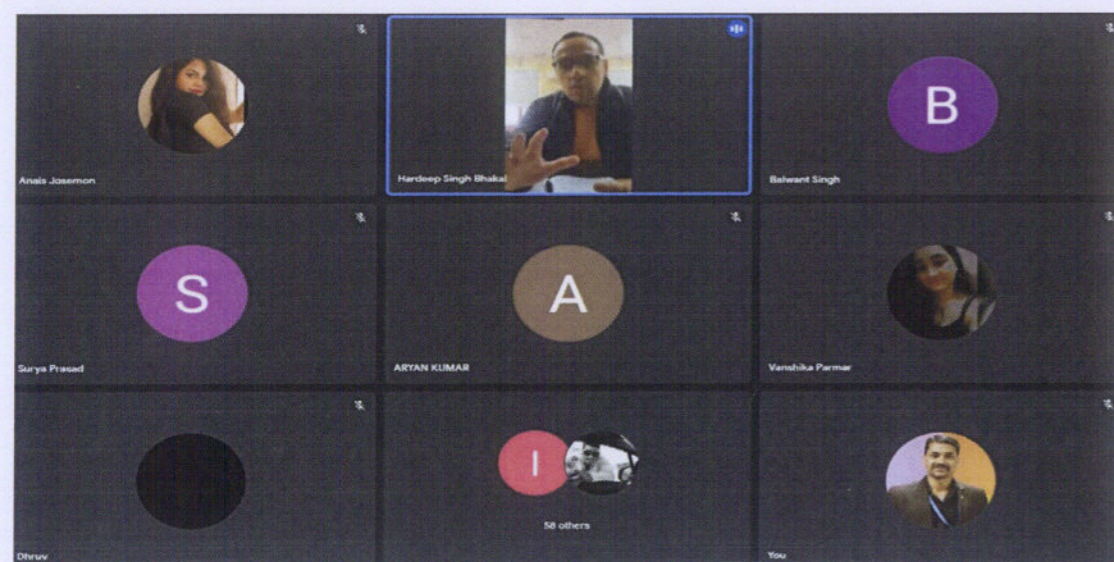 Anais Josemon
Hardeep Singh Bhakal
B
Balwant Singh
S
Surya Prasad
A
ARYAN KUMAR
Vanshika Parmar
Dhruv
I
58 others
You